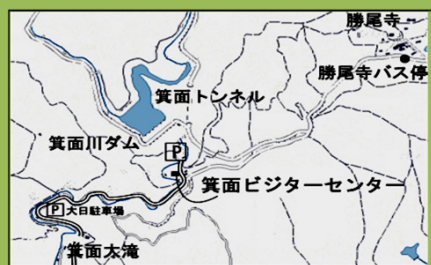 勝尾寺
勝尾寺バス停
箕面トンネル
箕面川ダム
P
箕面ビジターセンター
P 大日駐車場
箕面大滝